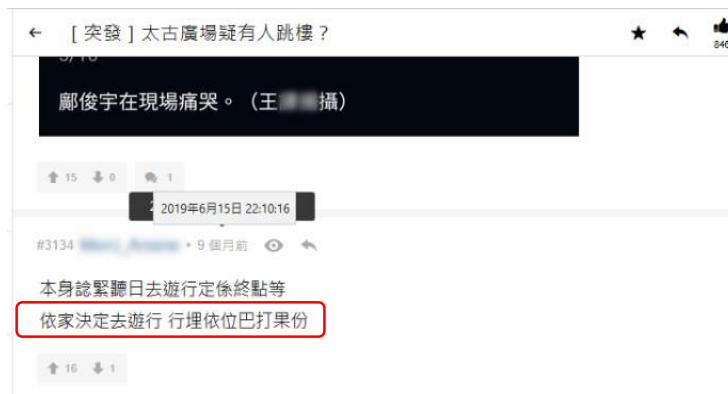 [ 突發 ] 太古廣場疑有人跳樓？
846
鄺俊宇在現場痛哭。（王 攝）
15 0 1
2019年6月15日 22:10:16
#3134 • 9 個月前
本身諗緊聽日去遊行定係終點等
依家決定去遊行 行埋依位巴打果份
16 1